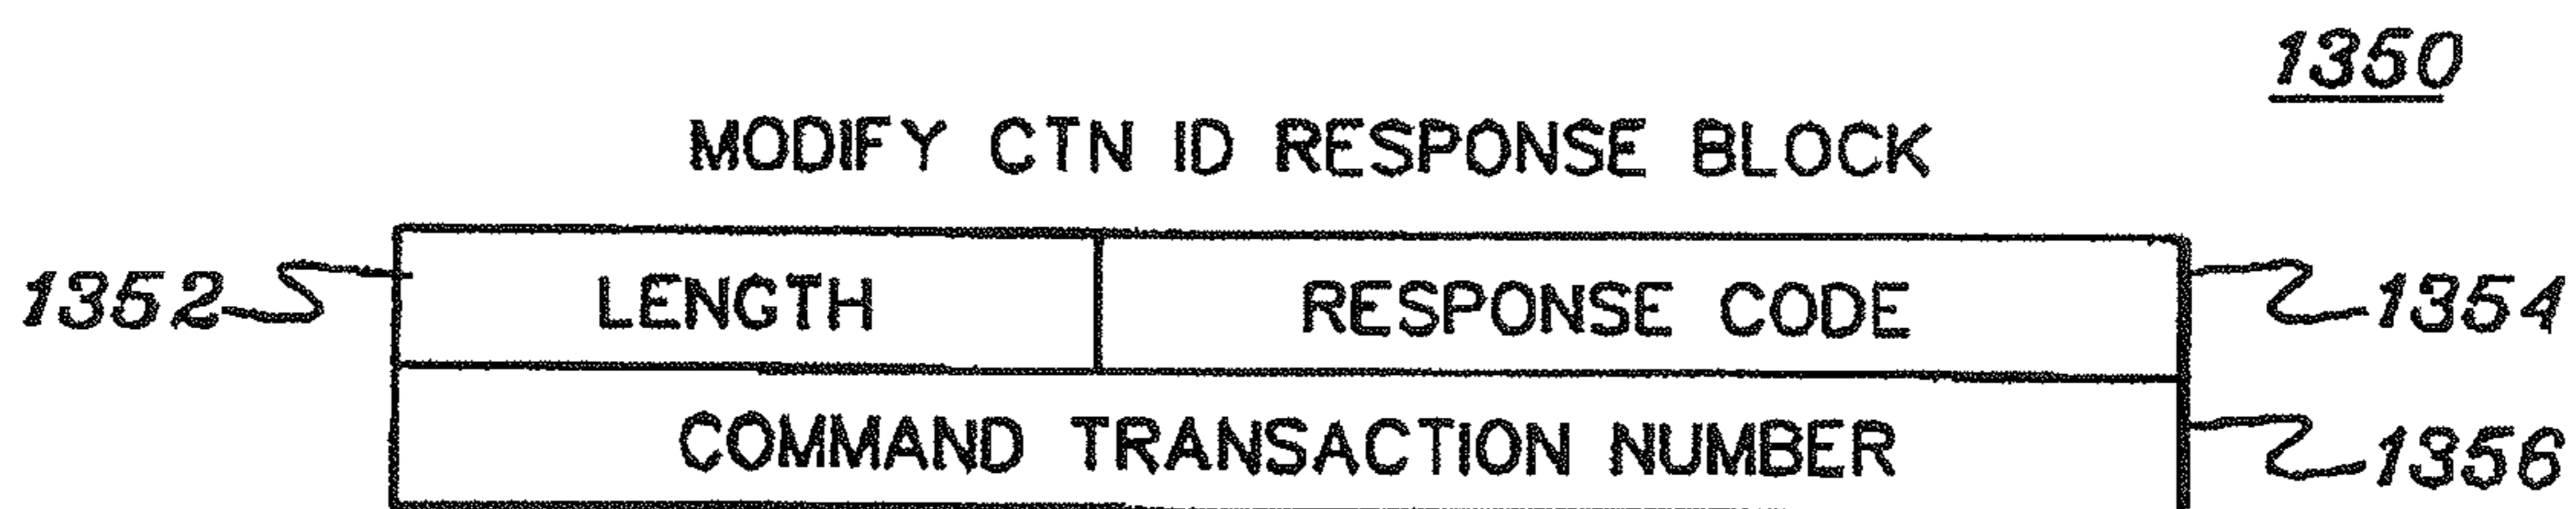 1350
MODIFY CTN ID RESPONSE BLOCK
1352 LENGTH RESPONSE CODE 1354
COMMAND TRANSACTION NUMBER 1356